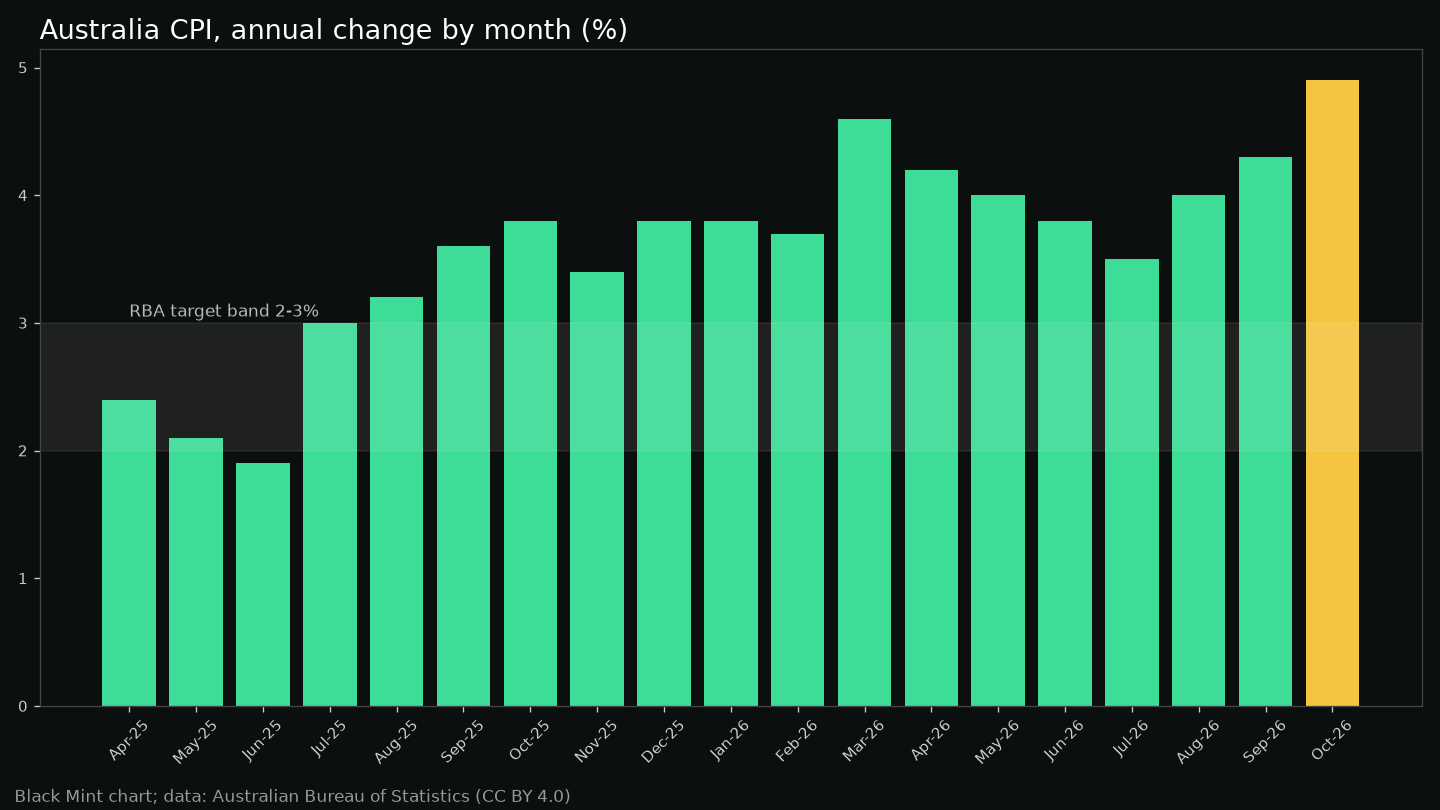 Australia CPI, annual change by month (%)
5
4
RBA target band 2-3%
3
2
1
0
Apr-25
May-25
Jun-25
Jul-25
Aug-25
Sep-25
Oct-25
Nov-25
Dec-25
Jan-26
Feb-26
Mar-26
Apr-26
May-26
Jun-26
Jul-26
Aug-26
Sep-26
Oct-26
Black Mint chart; data: Australian Bureau of Statistics (CC BY 4.0)